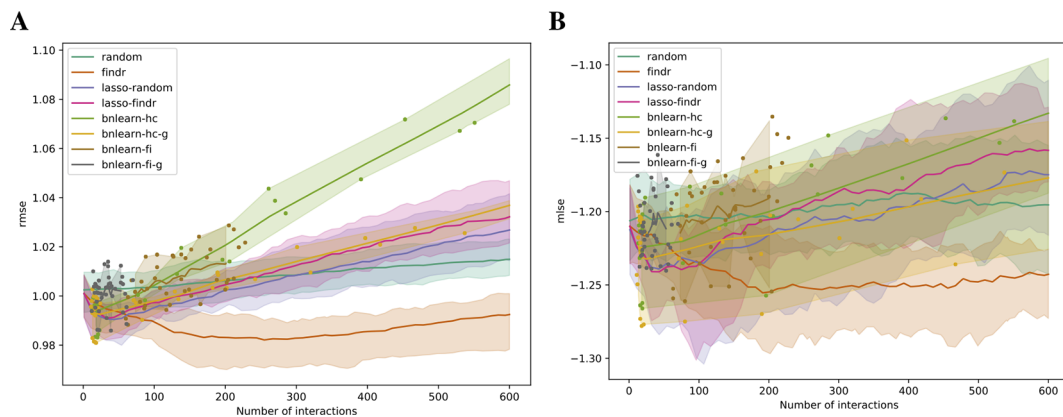 A
B
1.10
1.08
1.06
1.04
1.02
1.00
0.98
rmse
0
100
200
300
400
500
600
Number of interactions
random
findr
lasso-random
lasso-findr
bnlearn-hc
bnlearn-hc-g
bnlearn-fi
bnlearn-fi-g
−1.10
−1.15
−1.20
−1.25
−1.30
mlse
0
100
200
300
400
500
600
Number of interactions
random
findr
lasso-random
lasso-findr
bnlearn-hc
bnlearn-hc-g
bnlearn-fi
bnlearn-fi-g